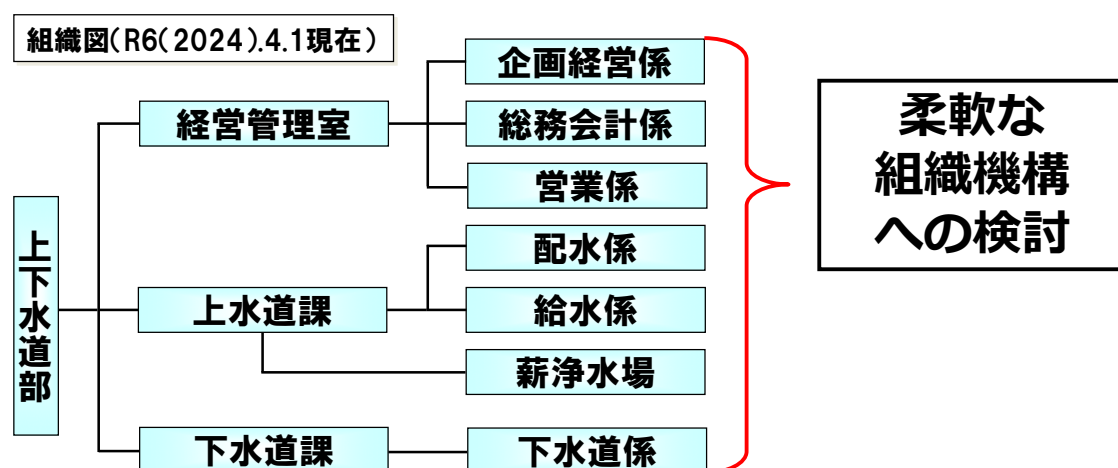 組織図(R6(2024).4.1現在)
企画経営係
経営管理室
総務会計係
営業係
上下水道部
配水係
上水道課
給水係
薪浄水場
下水道課
下水道係
柔軟な
組織機構
への検討